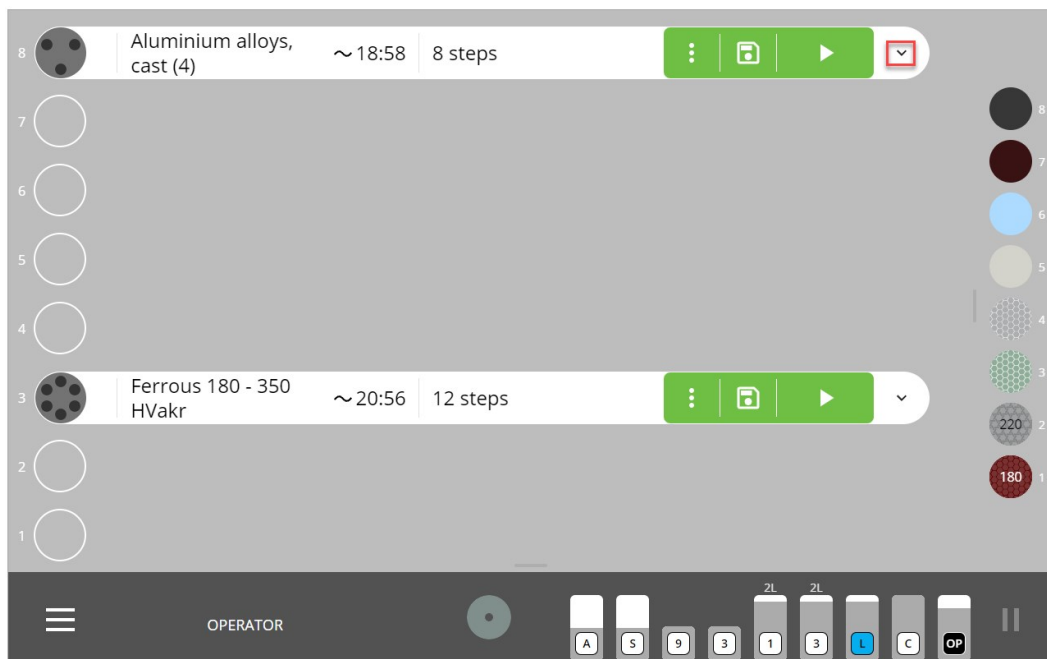 8
Aluminium alloys,
cast (4)
～18:58
8 steps
7
6
5
4
3
Ferrous 180 - 350
HVakr
～20:56
12 steps
2
1
8
7
6
5
4
3
220 2
180 1
OPERATOR
2L 2L
A S 9 3 1 3 L C OP